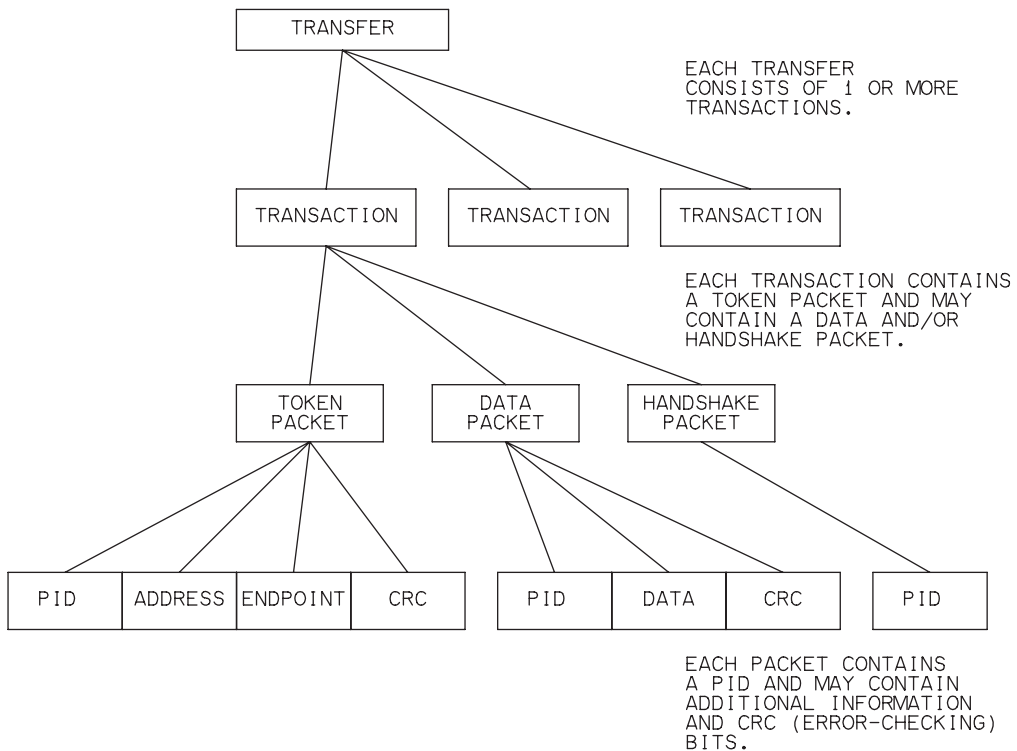 TRANSFER
EACH TRANSFER
CONSISTS OF 1 OR MORE
TRANSACTIONS.
TRANSACTION
TRANSACTION
TRANSACTION
EACH TRANSACTION CONTAINS
A TOKEN PACKET AND MAY
CONTAIN A DATA AND/OR
HANDSHAKE PACKET.
TOKEN
PACKET
DATA
PACKET
HANDSHAKE
PACKET
PID
ADDRESS
ENDPOINT
CRC
PID
DATA
CRC
PID
EACH PACKET CONTAINS
A PID AND MAY CONTAIN
ADDITIONAL INFORMATION
AND CRC (ERROR-CHECKING)
BITS.